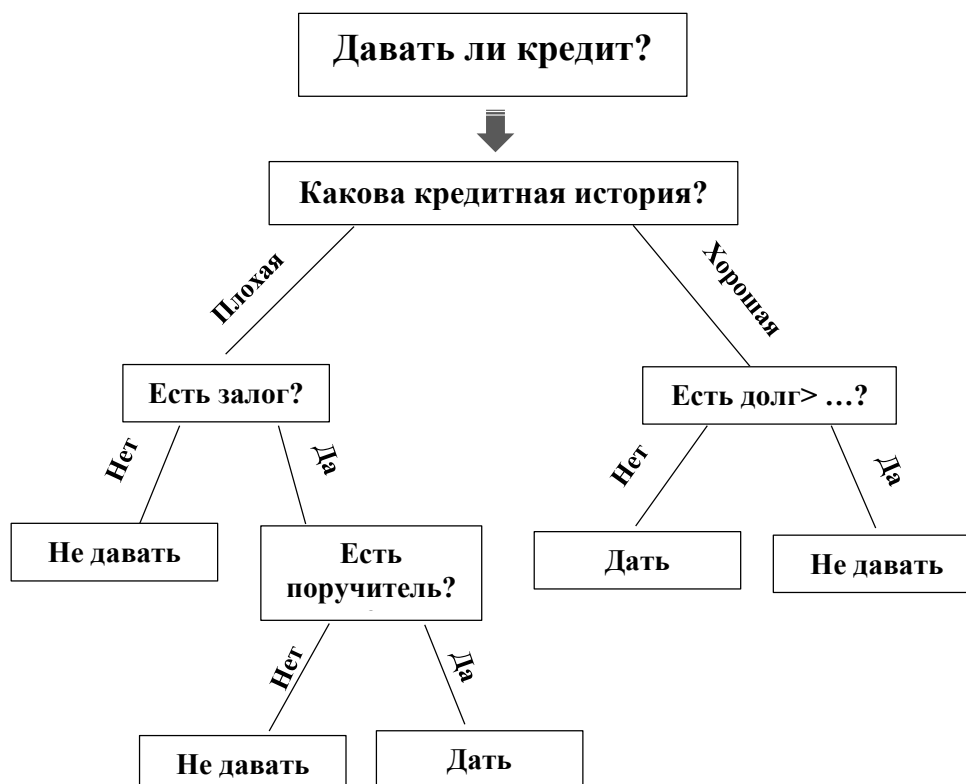 Давать ли кредит?
Какова кредитная история?
Плохая
Хорошая
Есть залог?
Есть долг> …?
Нет
Да
Нет
Да
Не давать
Есть
поручитель?
Дать
Не давать
Нет
Да
Не давать
Дать